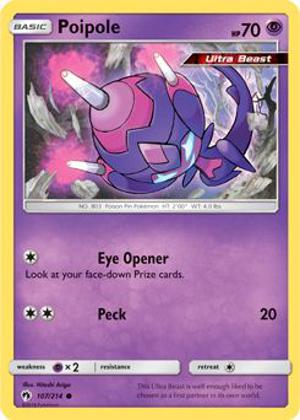 BASIC Poipole HP70
Ultra Beast
NO. 803 Poison Pin Pokémon HT: 2'00" WT: 4.0 lbs.
Eye Opener
Look at your face-down Prize cards.
Peck 20
weakness ×2 resistance retreat
Illus. Hitoshi Ariga
107/214
©2019 Pokémon
This Ultra Beast is well enough liked to be chosen
as a first partner in its own world.